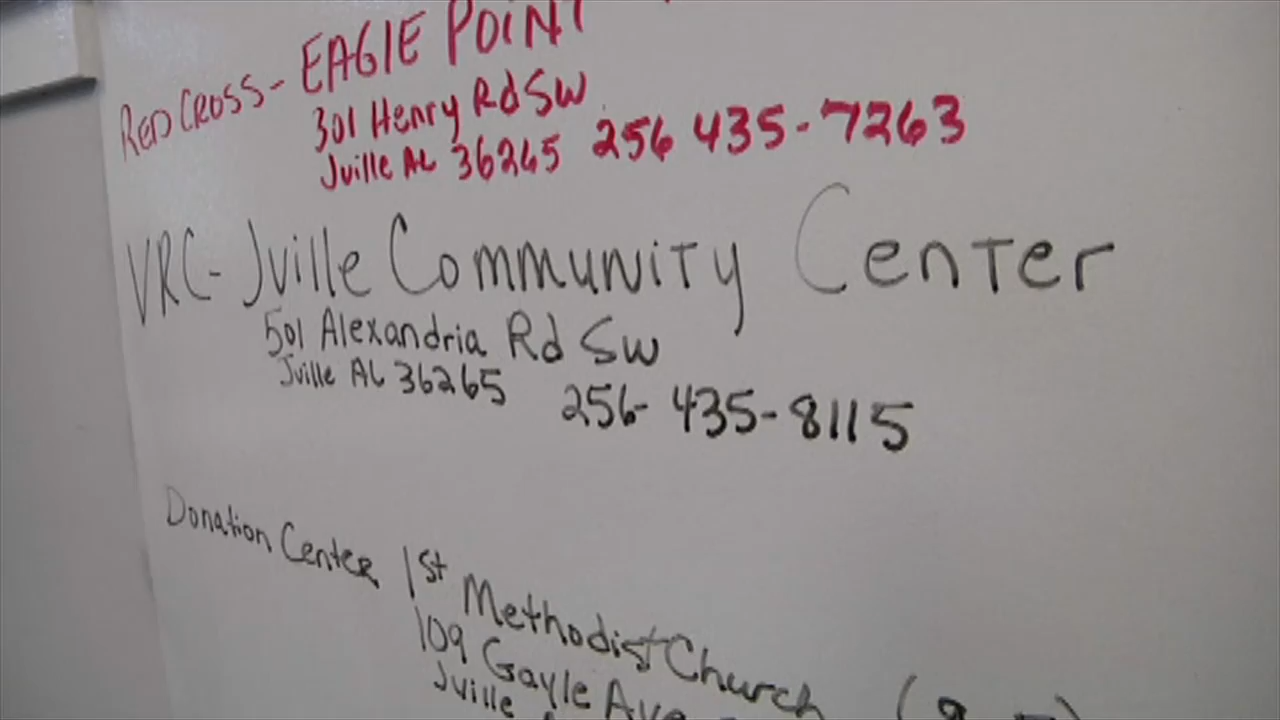 RED CROSS - EAGLE POINT
301 Henry Rd SW
Jville AL 36265 256 435-7263
VRC- Jville Community Center
501 Alexandria Rd SW
Jville AL 36265 256-435-8115
Donation Center 1st Methodist Church
109 Gayle Ave
Jville